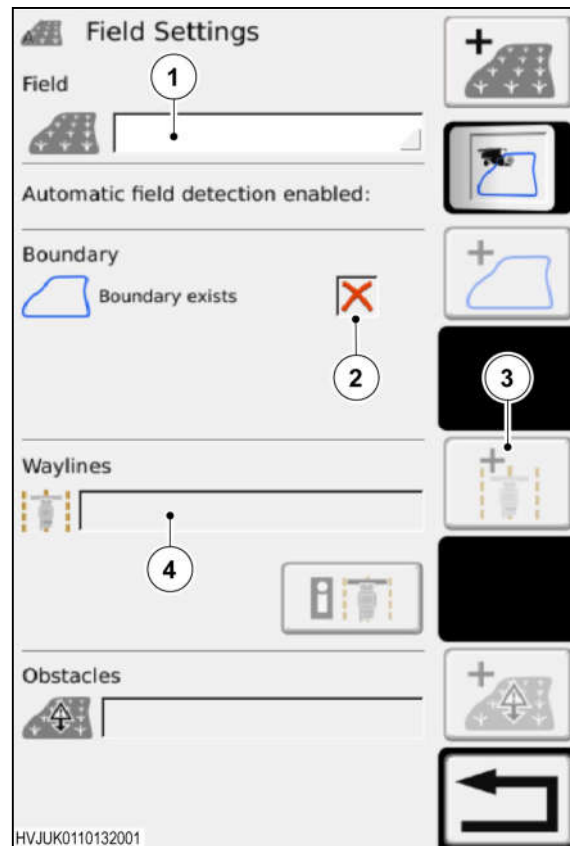 Field Settings
1
Field
Automatic field detection enabled:
Boundary
Boundary exists
2
3
Waylines
4
Obstacles
HVJUK0110132001